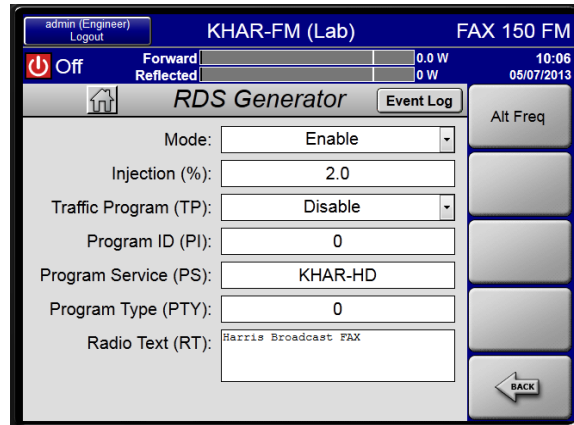 admin (Engineer)
Logout
KHAR-FM (Lab)
FAX 150 FM
Off
Forward
0.0 W
Reflected
0 W
10:06
05/07/2013
RDS Generator
Event Log
Alt Freq
Mode:
Enable
Injection (%):
2.0
Traffic Program (TP):
Disable
Program ID (PI):
0
Program Service (PS):
KHAR-HD
Program Type (PTY):
0
Radio Text (RT):
Harris Broadcast FAX
BACK